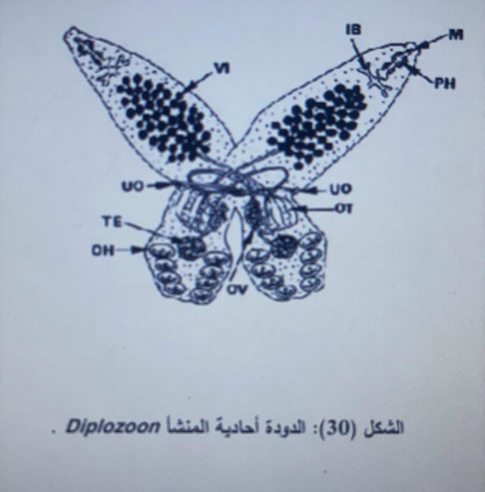 IB
M
VI
PH
UO
UO
OT
TE
OH
OV
الشكل (30): الدودة أحادية المنشأ Diplozoon .